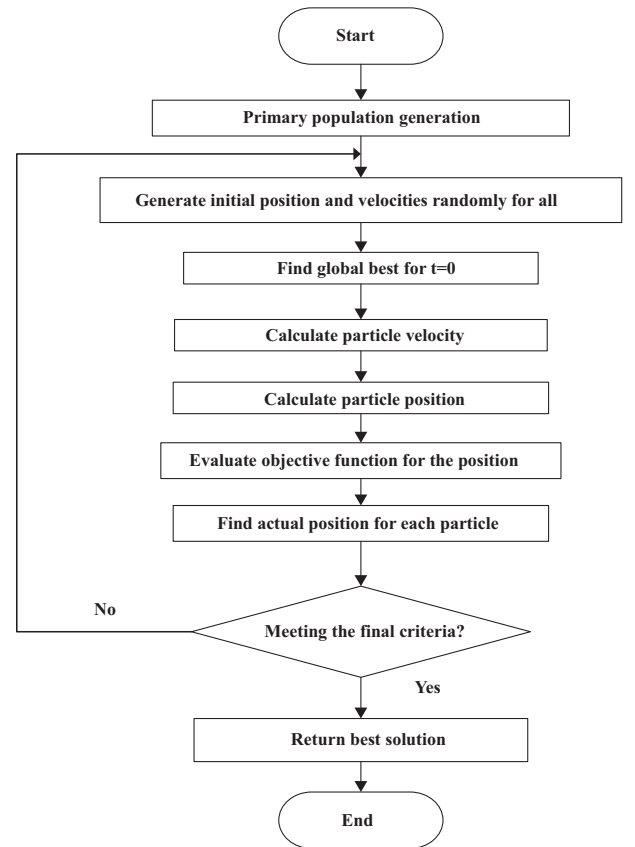 Start
Primary population generation
Generate initial position and velocities randomly for all
Find global best for t=0
Calculate particle velocity
Calculate particle position
Evaluate objective function for the position
Find actual position for each particle
No
Meeting the final criteria?
Yes
Return best solution
End